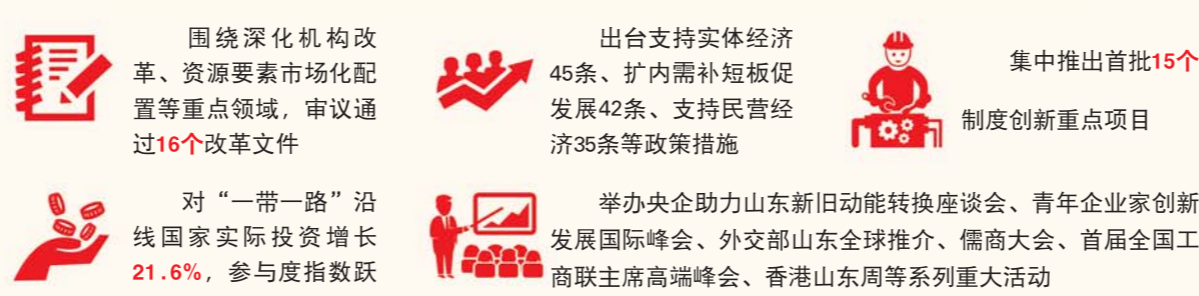 围绕深化机构改
革、资源要素市场化配
置等重点领域，审议通
过16个改革文件
出台支持实体经济
45条、扩内需补短板促
发展42条、支持民营经
济35条等政策措施
集中推出首批15个
制度创新重点项目
对“一带一路”沿
线国家实际投资增长
21.6%，参与度指数跃
举办央企助力山东新旧动能转换座谈会、青年企业家创新
发展国际峰会、外交部山东全球推介、儒商大会、首届全国工
商联主席高端峰会、香港山东周等系列重大活动